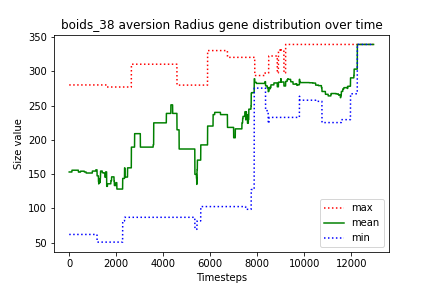 boids_38 aversion Radius gene distribution over time
350
300
250
200
150
100
50
Size value
0
2000
4000
6000
8000
10000
12000
Timesteps
max
mean
min